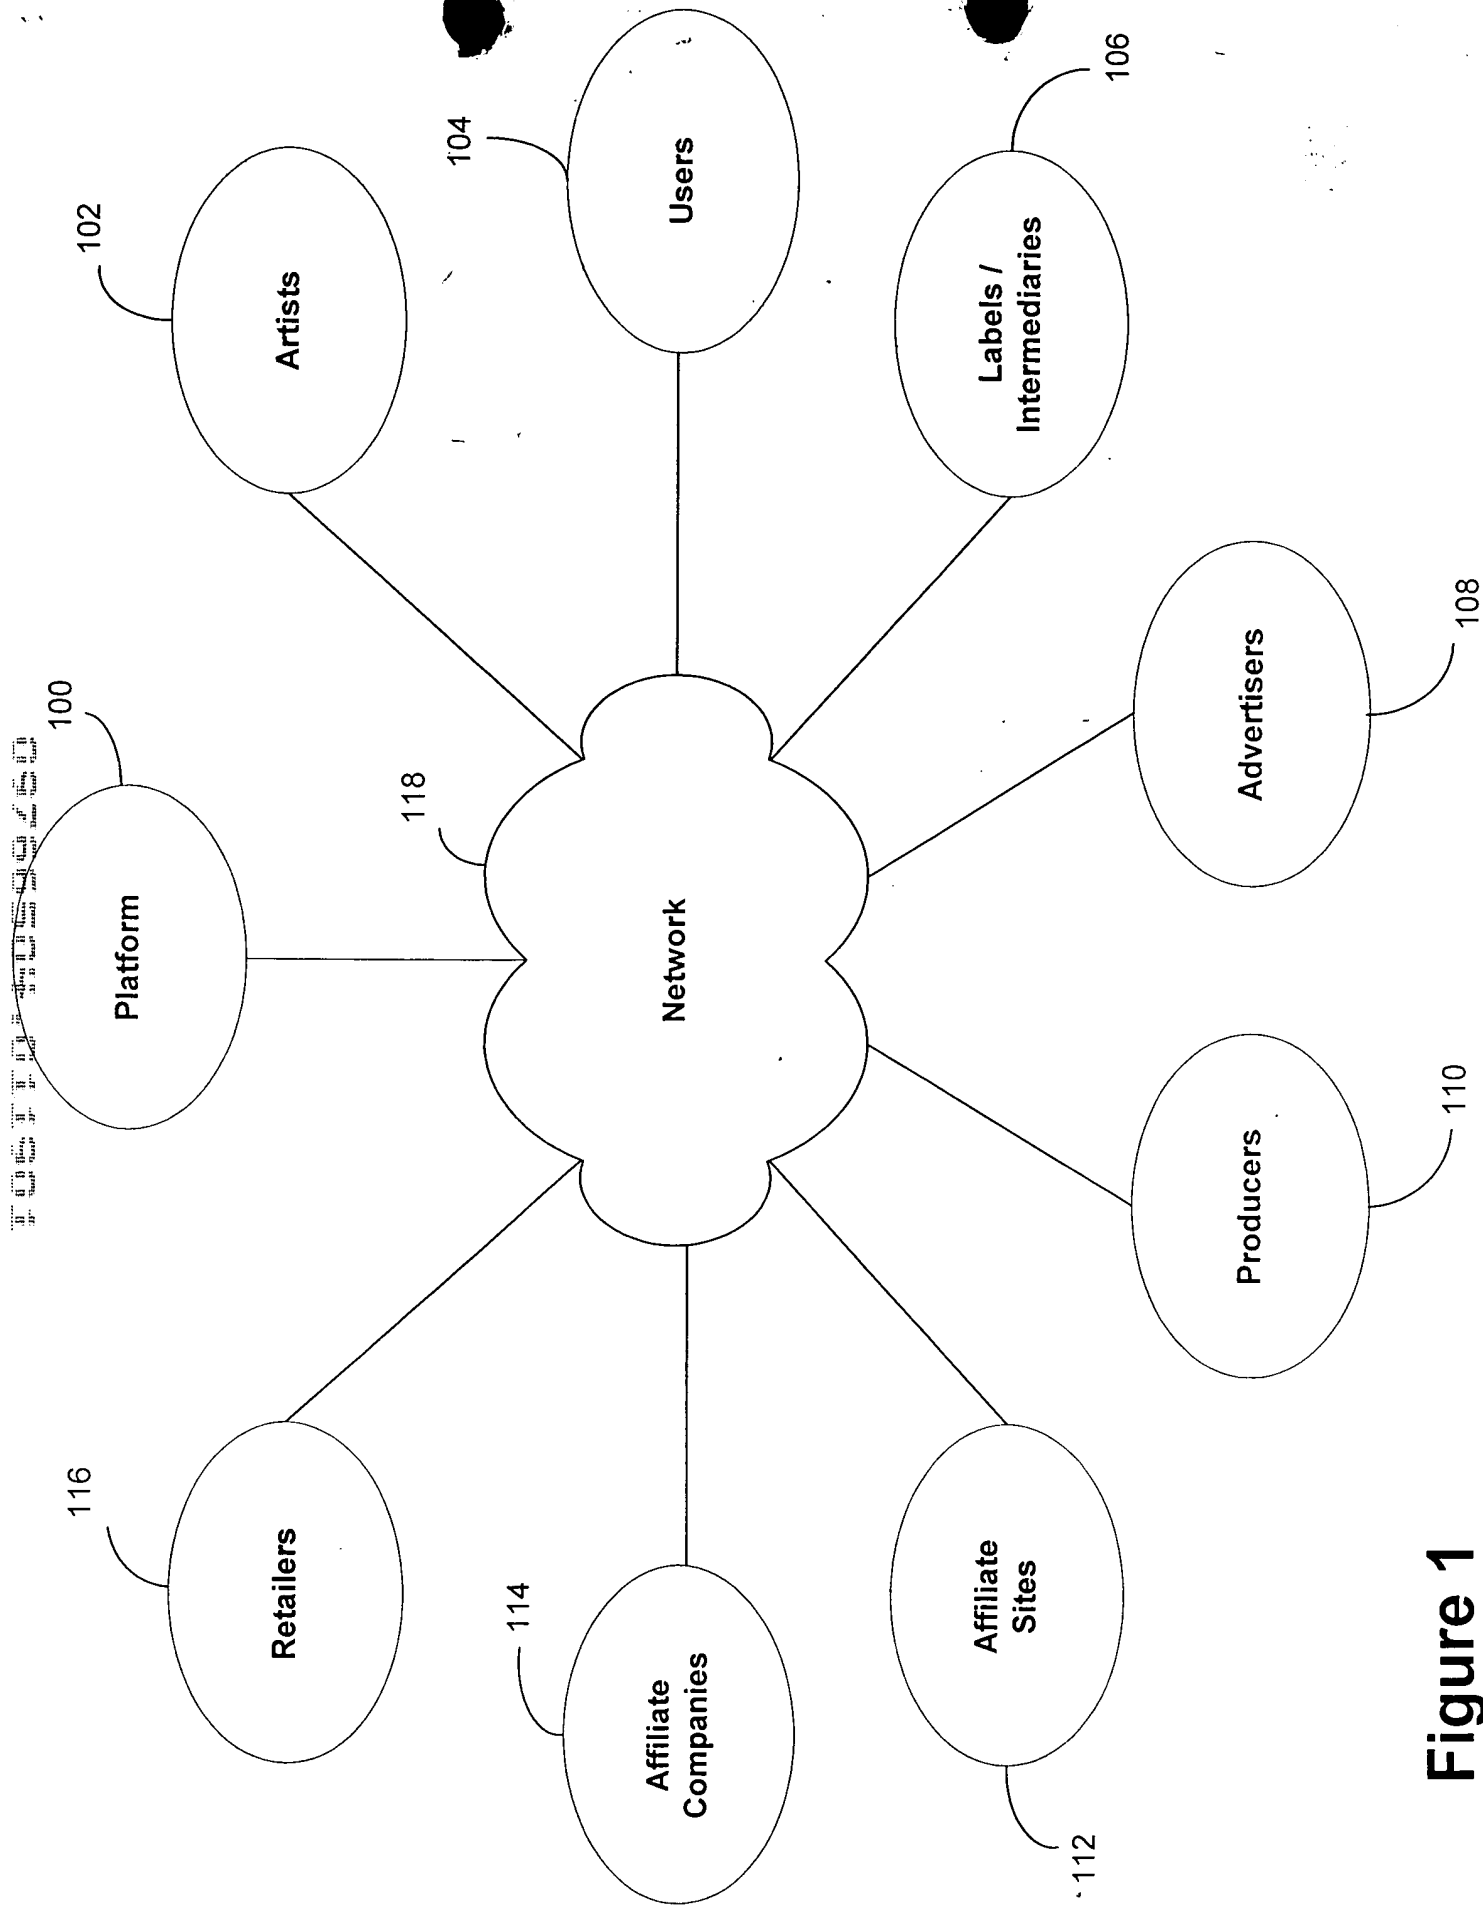 100
116
102
Platform
Retailers
Artists
118
104
114
Affiliate
Companies
Network
Users
Affiliate
Sites
Labels /
Intermediaries
112
106
Producers
Advertisers
110
108
Figure 1